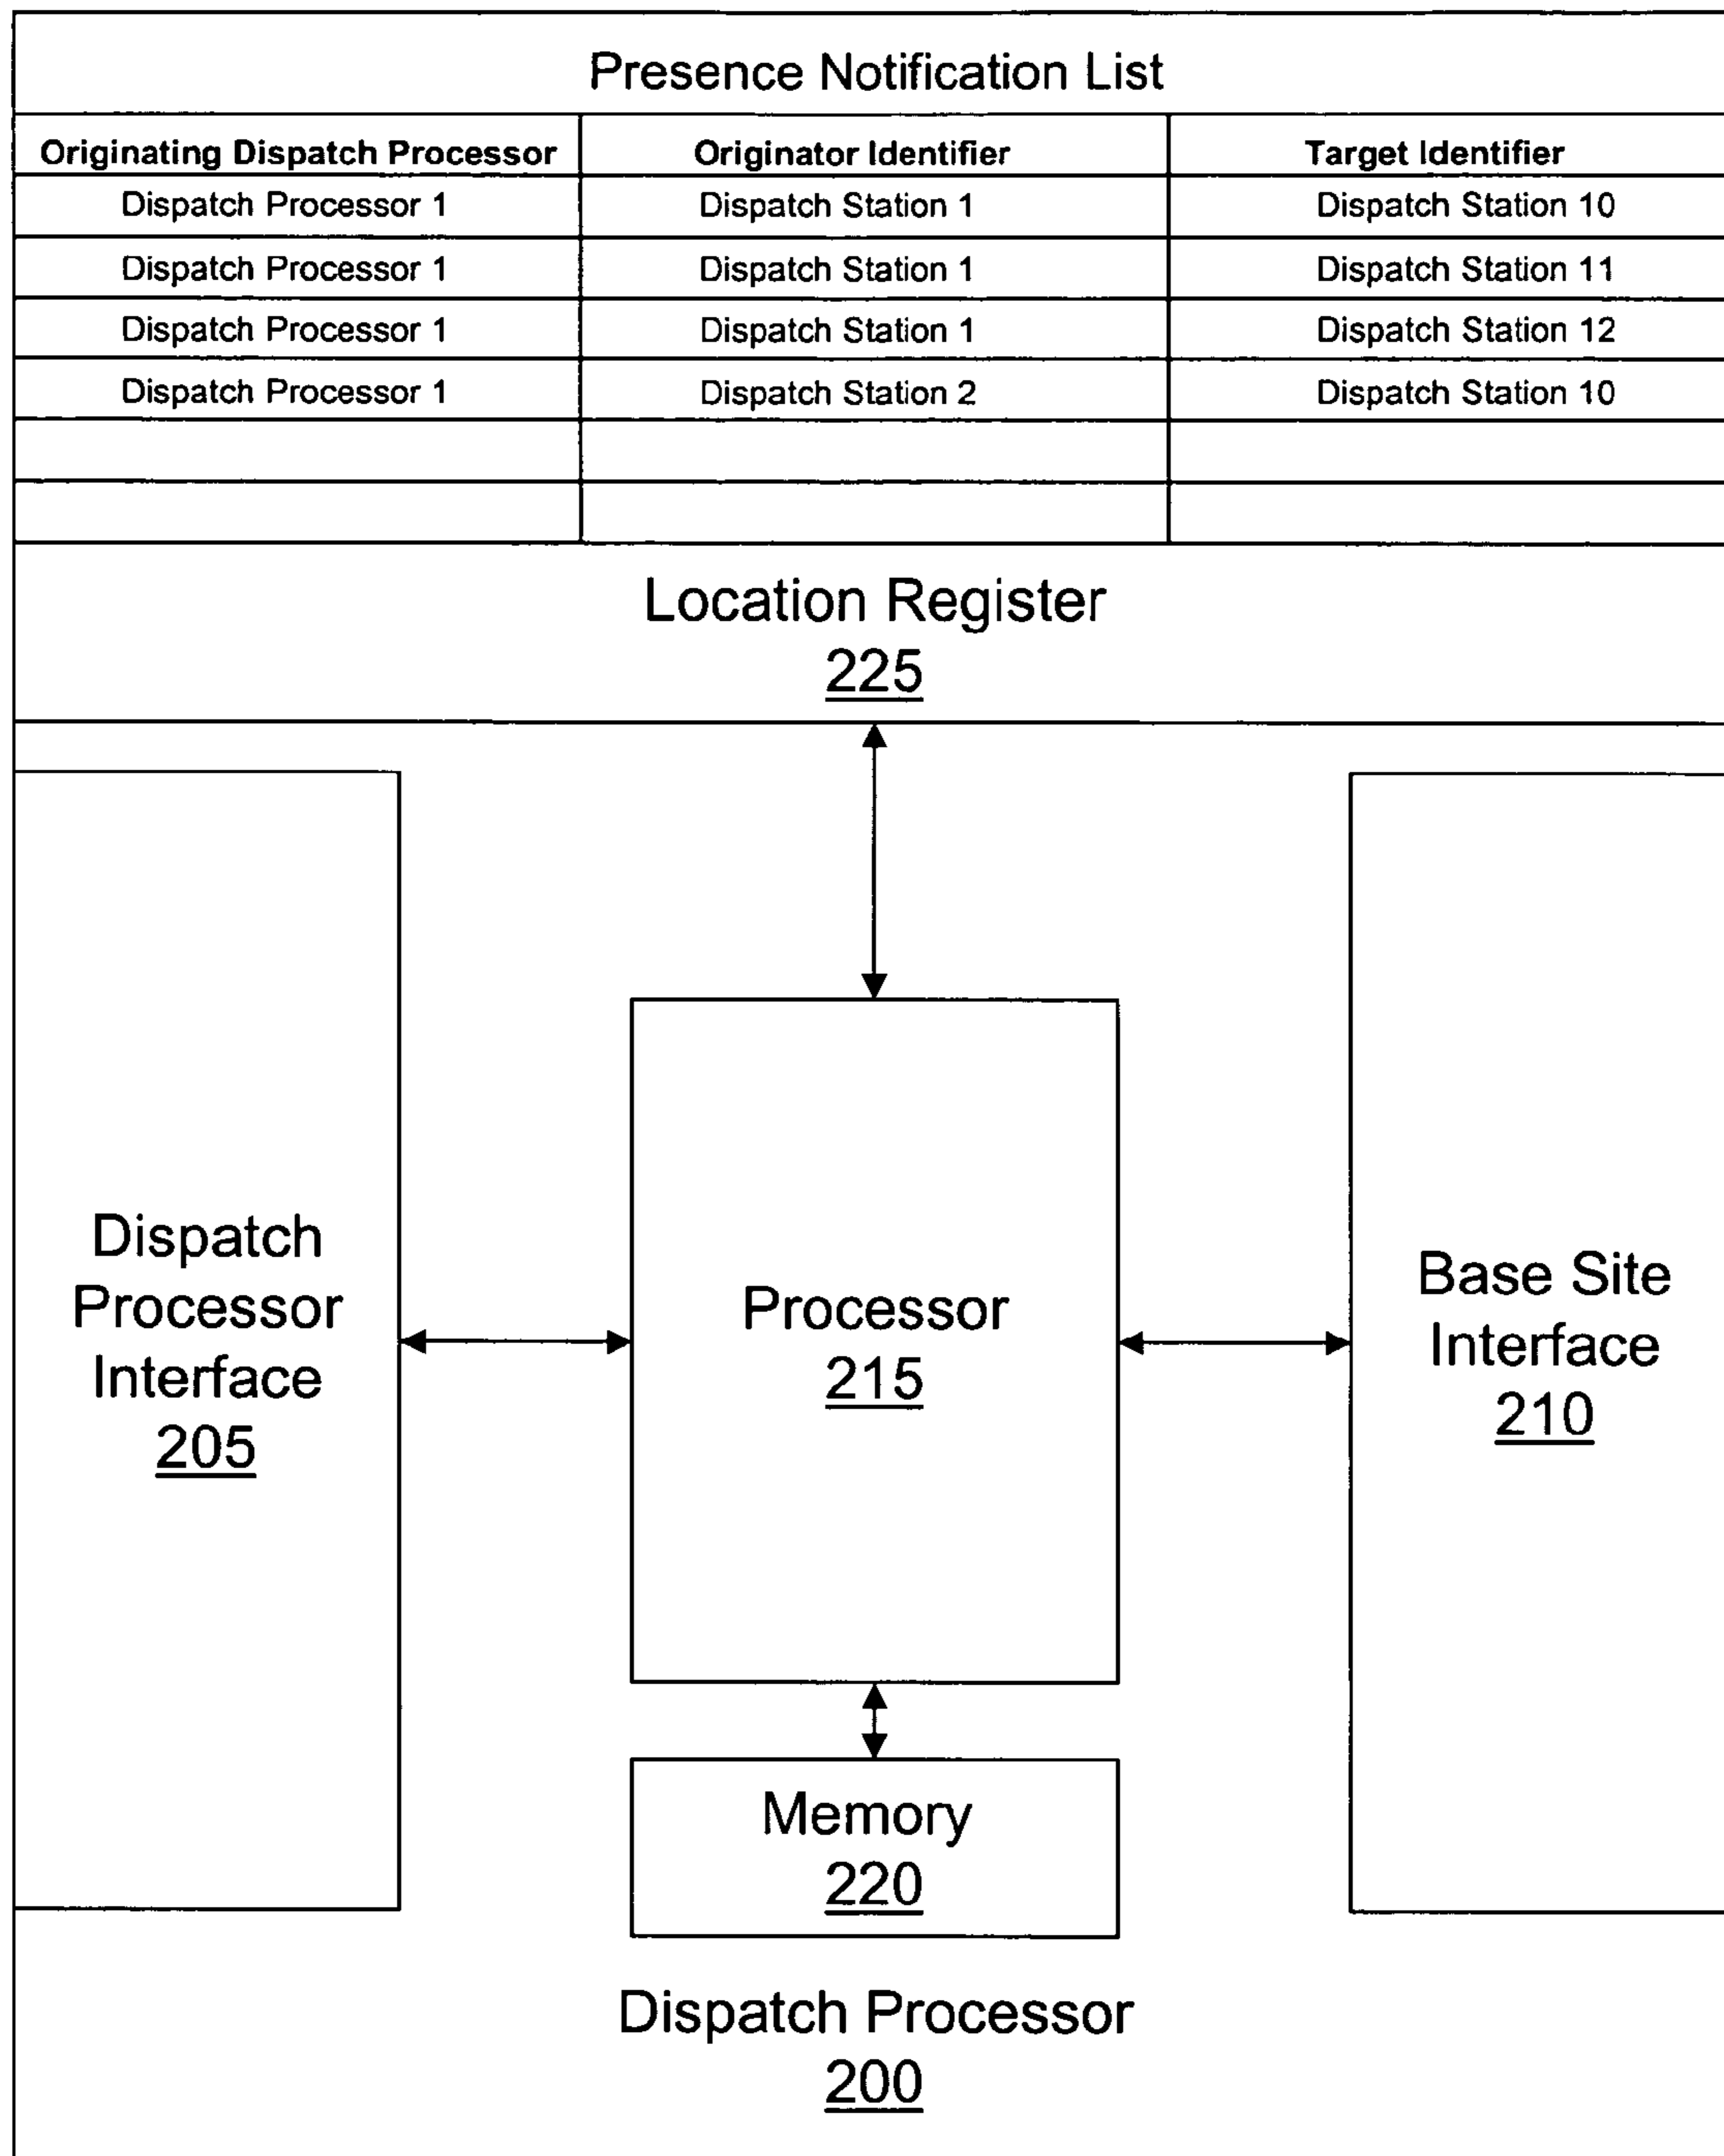 Presence Notification List
Originating Dispatch Processor Originator Identifier Target Identifier
Dispatch Processor 1 Dispatch Station 1 Dispatch Station 10
Dispatch Processor 1 Dispatch Station 1 Dispatch Station 11
Dispatch Processor 1 Dispatch Station 1 Dispatch Station 12
Dispatch Processor 1 Dispatch Station 2 Dispatch Station 10
Location Register
225
Dispatch
Processor
Interface
205
Processor
215
Base Site
Interface
210
Memory
220
Dispatch Processor
200